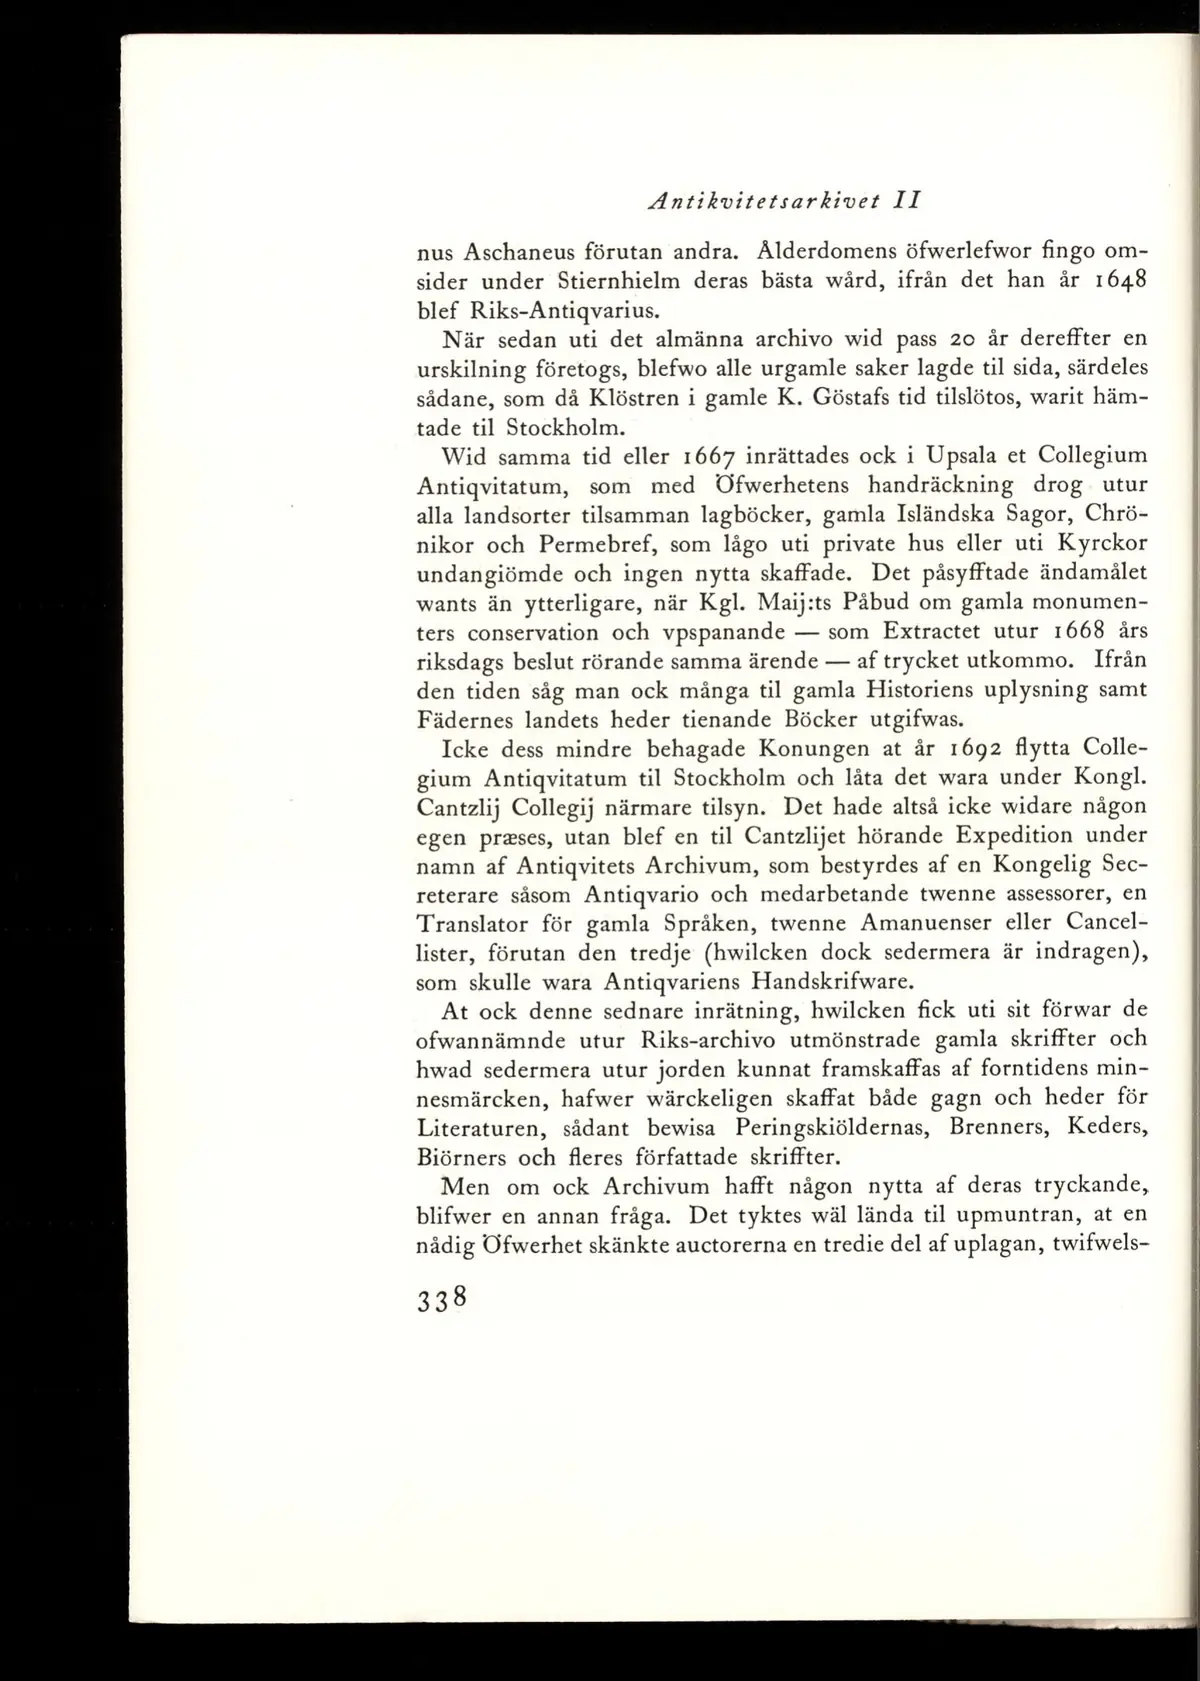 Antikvitetsarkivet II
nus Aschaneus förutan andra. Ålderdomens öfwerlefwor fingo om-
sider under Stiernhielm deras bästa wård, ifrån det han år 1648
blef Riks-Antiqvarius.
När sedan uti det almänna archivo wid pass 20 år dereffter en
urskilning företogs, blefwo alle urgamle saker lagde til sida, särdeles
sådane, som då Klöstren i gamle K. Göstafs tid tilslötos, warit häm-
tade til Stockholm.
Wid samma tid eller 1667 inrättades ock i Upsala et Collegium
Antiqvitatum, som med Öfwerhetens handräckning drog utur
alla landsorter tilsamman lagböcker, gamla Isländska Sagor, Chrö-
nikor och Permebref, som lågo uti private hus eller uti Kyrckor
undangiömde och ingen nytta skaffade. Det påsyfftade ändamålet
wants än ytterligare, när Kgl. Maij:ts Påbud om gamla monumen-
ters conservation och vpspanande — som Extractet utur 1668 års
riksdags beslut rörande samma ärende — af trycket utkommo. Ifrån
den tiden såg man ock många til gamla Historiens uplysning samt
Fädernes landets heder tienande Böcker utgifwas.
Icke dess mindre behagade Konungen at år 1692 flytta Colle-
gium Antiqvitatum til Stockholm och låta det wara under Kongl.
Cantzlij Collegij närmare tilsyn. Det hade altså icke widare någon
egen præses, utan blef en til Cantzlijet hörande Expedition under
namn af Antiqvitets Archivum, som bestyrdes af en Kongelig Sec-
reterare såsom Antiqvario och medarbetande twenne assessorer, en
Translator för gamla Språken, twenne Amanuenser eller Cancel-
lister, förutan den tredje (hwilcken dock sedermera är indragen),
som skulle wara Antiqvariens Handskrifware.
At ock denne sednare inrätning, hwilcken fick uti sit förwar de
ofwannämnde utur Riks-archivo utmönstrade gamla skriffter och
hwad sedermera utur jorden kunnat framskaffas af forntidens min-
nesmärcken, hafwer wärckeligen skaffat både gagn och heder för
Literaturen, sådant bewisa Peringskiöldernas, Brenners, Keders,
Biörners och fleres författade skriffter.
Men om ock Archivum hafft någon nytta af deras tryckande,
blifwer en annan fråga. Det tyktes wäl lända til upmuntran, at en
nådig Öfwerhet skänkte auctorerna en tredie del af uplagan, twifwels-
338